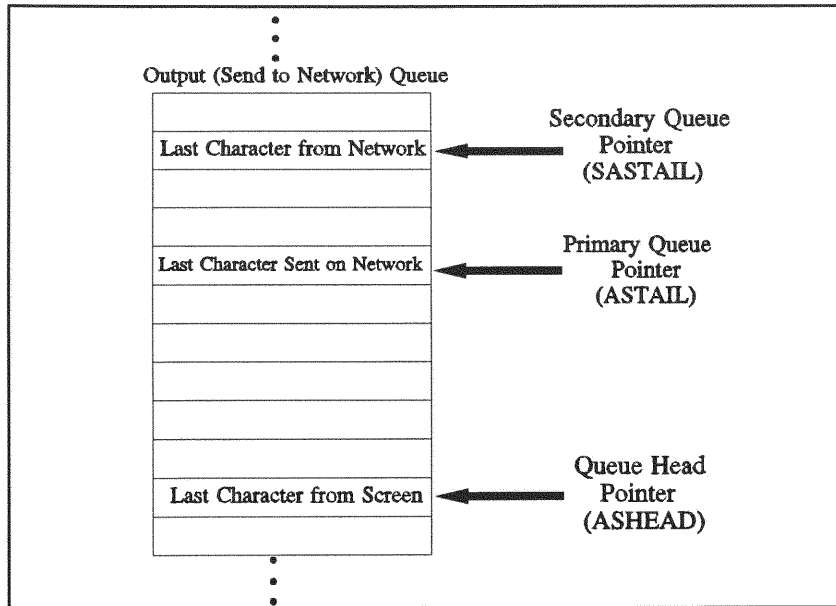 Output (Send to Network) Queue
Last Character from Network
Secondary Queue
Pointer
(SASTAIL)
Last Character Sent on Network
Primary Queue
Pointer
(ASTAIL)
Last Character from Screen
Queue Head
Pointer
(ASHEAD)